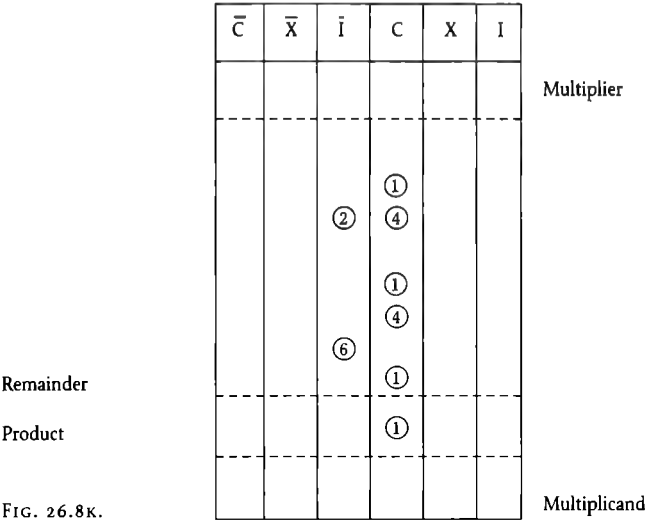 C̅ X̅ I̅ C X I
Multiplier
①
② ④
①
④
⑥
Remainder ①
Product ①
FIG. 26.8K. Multiplicand